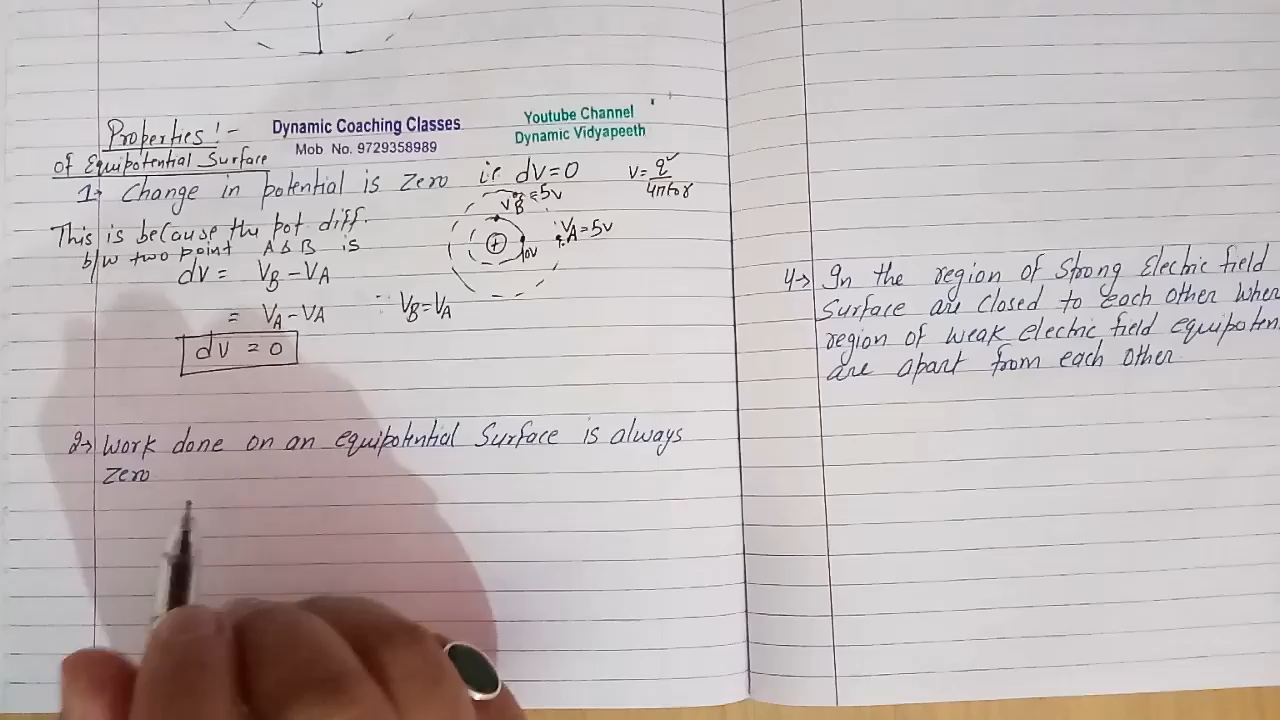 Properties :-
of Equipotential Surface
Dynamic Coaching Classes
Mob No. 9729358989
Youtube Channel
Dynamic Vidyapeeth
1→ Change in potential is Zero ie dv=0
V= q/4π∈or
VB=5v
VA=5v
10v
This is because the pot. diff.
b/w two point A & B is
dv = VB-VA
= VA-VA ∵ VB=VA
dv = 0
2→ Work done on an equipotential Surface is always
Zero
4→ In the region of Strong Electric field
Surface are closed to each other wher
region of weak electric field equipoten
are apart from each other